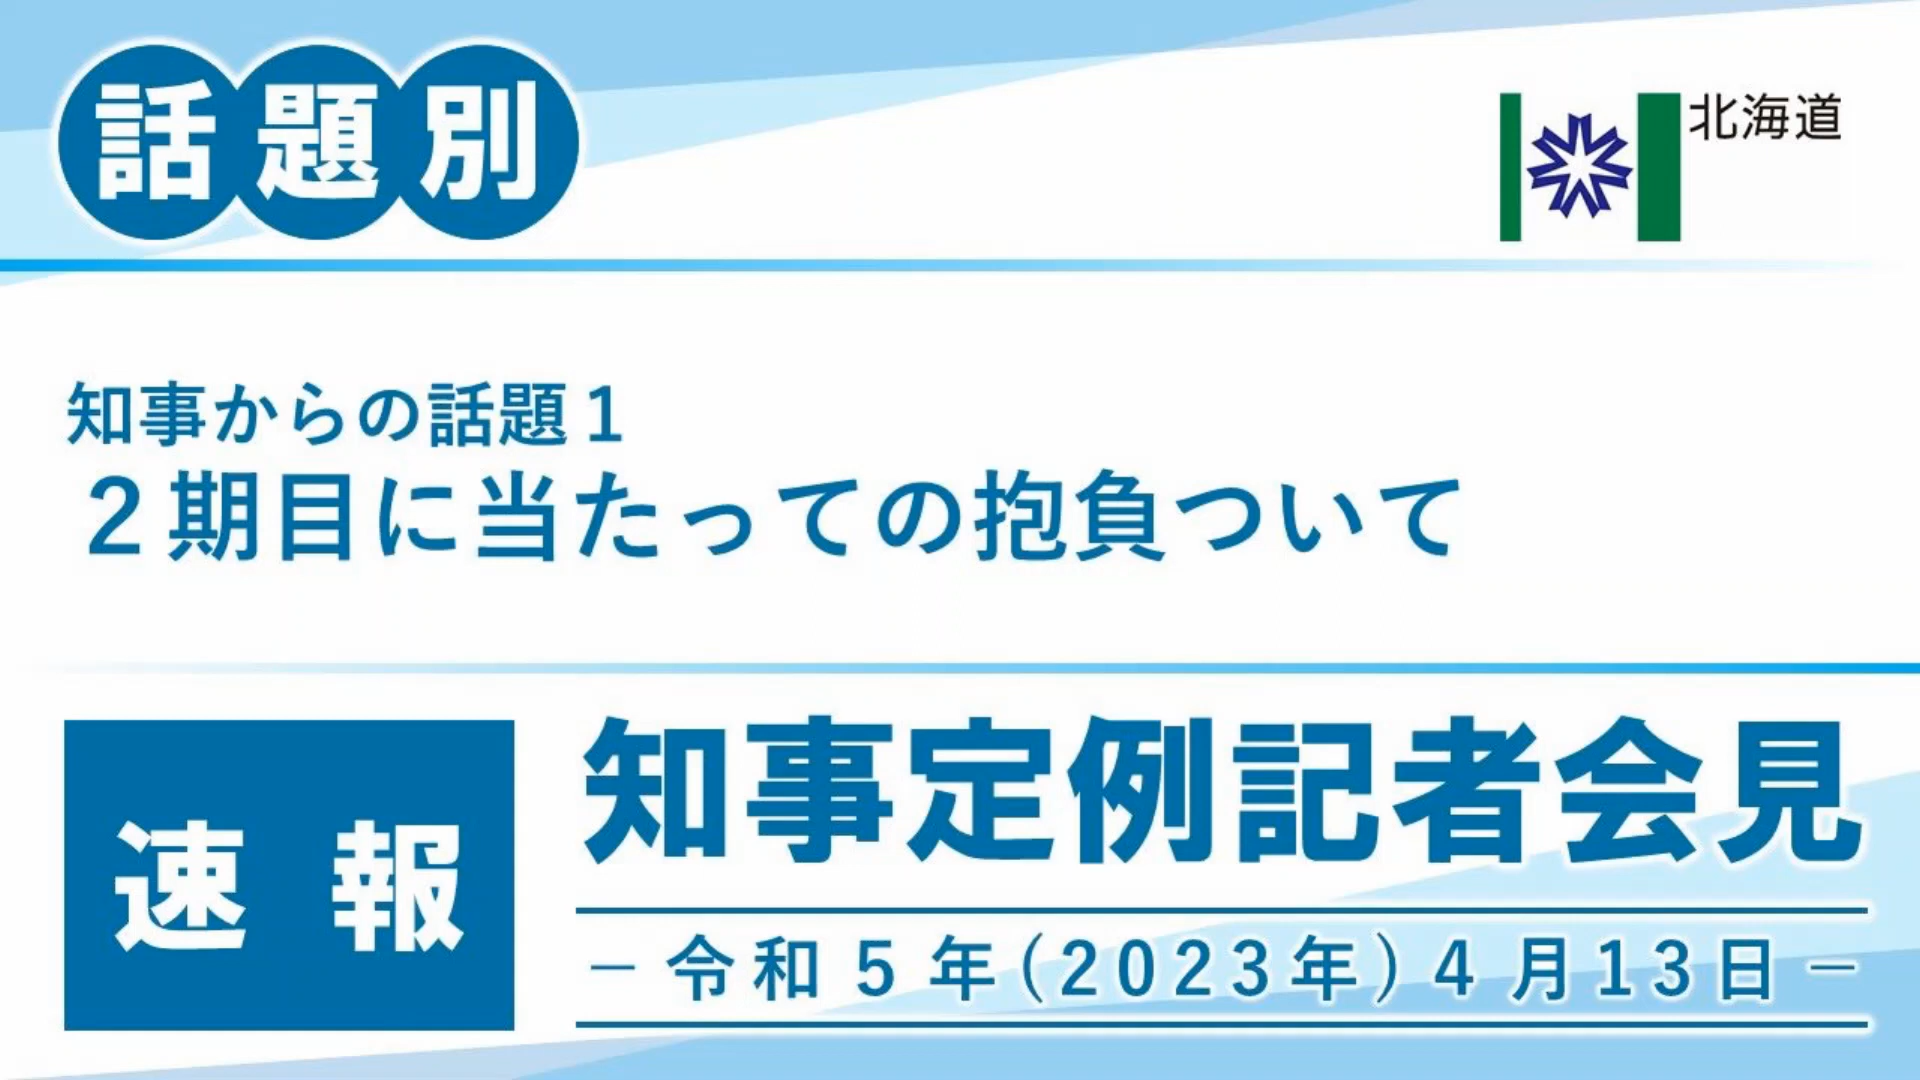 話題別
北海道
知事からの話題1
2期目に当たっての抱負ついて
速報
知事定例記者会見
－令和5年(2023年)4月13日－